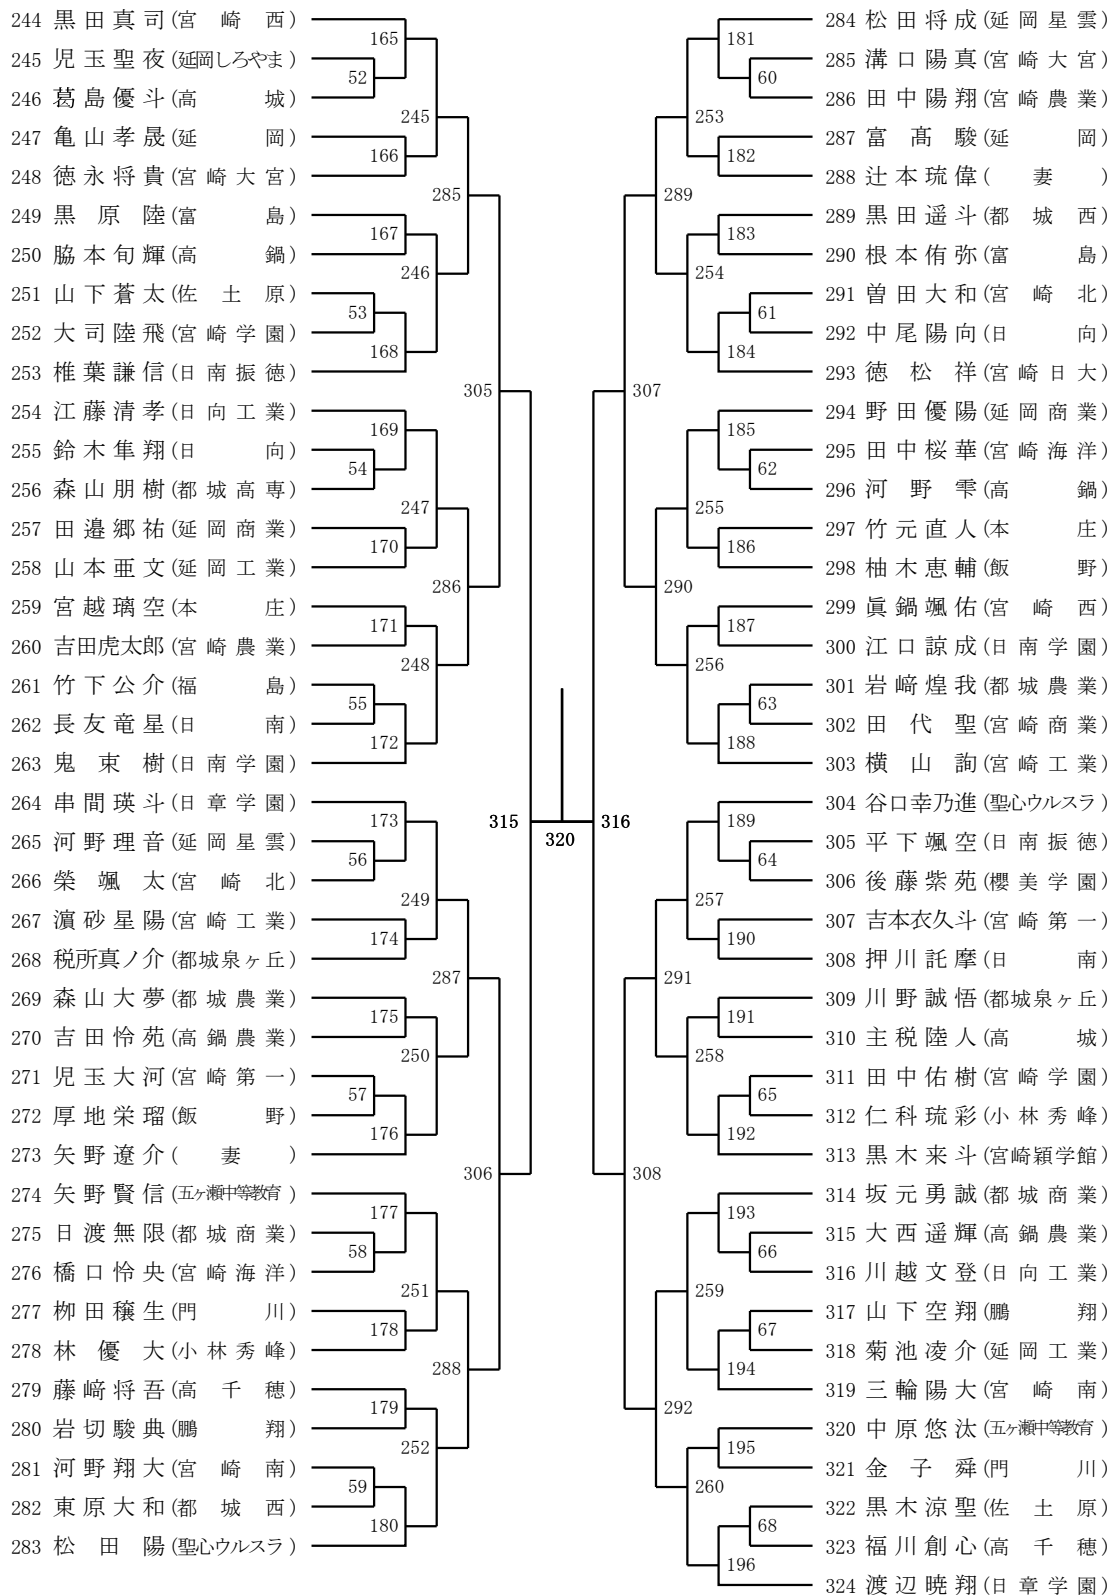 244 黒田真司(宮崎西)
245 児玉聖夜(延岡しろやま)
246 葛島優斗(高城)
247 亀山孝晟(延岡)
248 徳永将貴(宮崎大宮)
249 黒原陸(富島)
250 脇本旬輝(高鍋)
251 山下蒼太(佐土原)
252 大司陸飛(宮崎学園)
253 椎葉謙信(日南振徳)
254 江藤清孝(日向工業)
255 鈴木隼翔(日向)
256 森山朋樹(都城高専)
257 田邉郷祐(延岡商業)
258 山本亜文(延岡工業)
259 宮越璃空(本庄)
260 吉田虎太郎(宮崎農業)
261 竹下公介(福島)
262 長友竜星(日南)
263 鬼束樹(日南学園)
264 串間瑛斗(日章学園)
265 河野理音(延岡星雲)
266 榮颯太(宮崎北)
267 濵砂星陽(宮崎工業)
268 税所真ノ介(都城泉ヶ丘)
269 森山大夢(都城農業)
270 吉田怜苑(高鍋農業)
271 児玉大河(宮崎第一)
272 厚地栄瑠(飯野)
273 矢野遼介(妻)
274 矢野賢信(五ヶ瀬中等教育)
275 日渡無限(都城商業)
276 橋口怜央(宮崎海洋)
277 栁田穣生(門川)
278 林優大(小林秀峰)
279 藤﨑将吾(高千穂)
280 岩切駿典(鵬翔)
281 河野翔大(宮崎南)
282 東原大和(都城西)
283 松田陽(聖心ウルスラ)
165
52
245
166
285
167
246
53
168
305
169
54
247
170
286
171
248
55
172
315
173
56
249
174
287
175
250
57
176
306
177
58
251
178
288
179
252
59
180
320
316
181
60
253
182
289
183
254
61
184
307
185
62
255
186
290
187
256
63
188
189
64
257
190
291
191
258
65
192
308
193
66
259
67
194
292
195
260
68
196
284 松田将成(延岡星雲)
285 溝口陽真(宮崎大宮)
286 田中陽翔(宮崎農業)
287 富髙駿(延岡)
288 辻本琉偉(妻)
289 黒田遥斗(都城西)
290 根本侑弥(富島)
291 曽田大和(宮崎北)
292 中尾陽向(日向)
293 徳松祥(宮崎日大)
294 野田優陽(延岡商業)
295 田中桜華(宮崎海洋)
296 河野雫(高鍋)
297 竹元直人(本庄)
298 柚木恵輔(飯野)
299 眞鍋颯佑(宮崎西)
300 江口諒成(日南学園)
301 岩﨑煌我(都城農業)
302 田代聖(宮崎商業)
303 横山詢(宮崎工業)
304 谷口幸乃進(聖心ウルスラ)
305 平下颯空(日南振徳)
306 後藤紫苑(櫻美学園)
307 吉本衣久斗(宮崎第一)
308 押川託摩(日南)
309 川野誠悟(都城泉ヶ丘)
310 主税陸人(高城)
311 田中佑樹(宮崎学園)
312 仁科琉彩(小林秀峰)
313 黒木来斗(宮崎穎学館)
314 坂元勇誠(都城商業)
315 大西遥輝(高鍋農業)
316 川越文登(日向工業)
317 山下空翔(鵬翔)
318 菊池凌介(延岡工業)
319 三輪陽大(宮崎南)
320 中原悠汰(五ヶ瀬中等教育)
321 金子舜(門川)
322 黒木涼聖(佐土原)
323 福川創心(高千穂)
324 渡辺暁翔(日章学園)